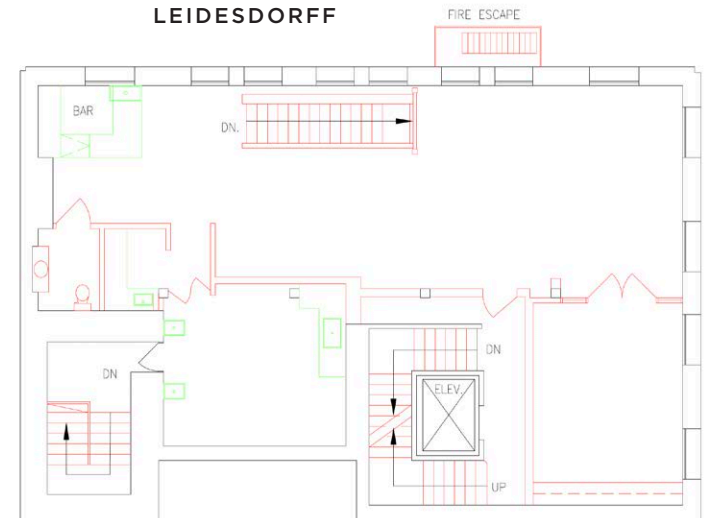 LEIDESDORFF
FIRE ESCAPE
BAR
DN.
DN
DN
ELEV.
UP